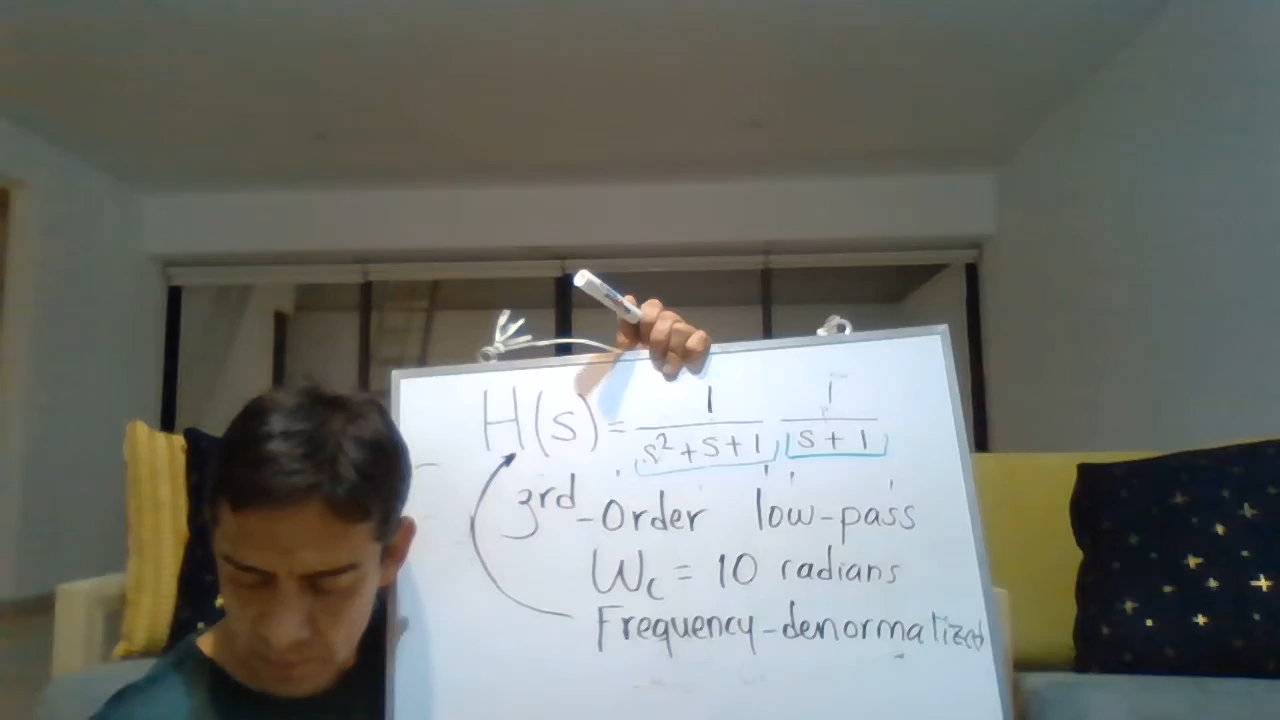 H(s) = 1/(s²+s+1) 1/(s+1)
3rd-Order low-pass
Wc = 10 radians
Frequency-denormalized